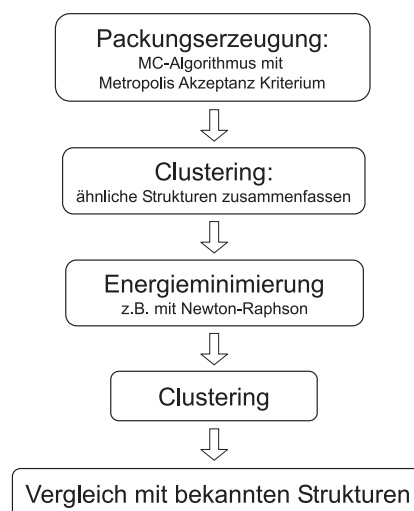 Packungserzeugung:
MC-Algorithmus mit
Metropolis Akzeptanz Kriterium
Clustering:
ähnliche Strukturen zusammenfassen
Energieminimierung
z.B. mit Newton-Raphson
Clustering
Vergleich mit bekannten Strukturen